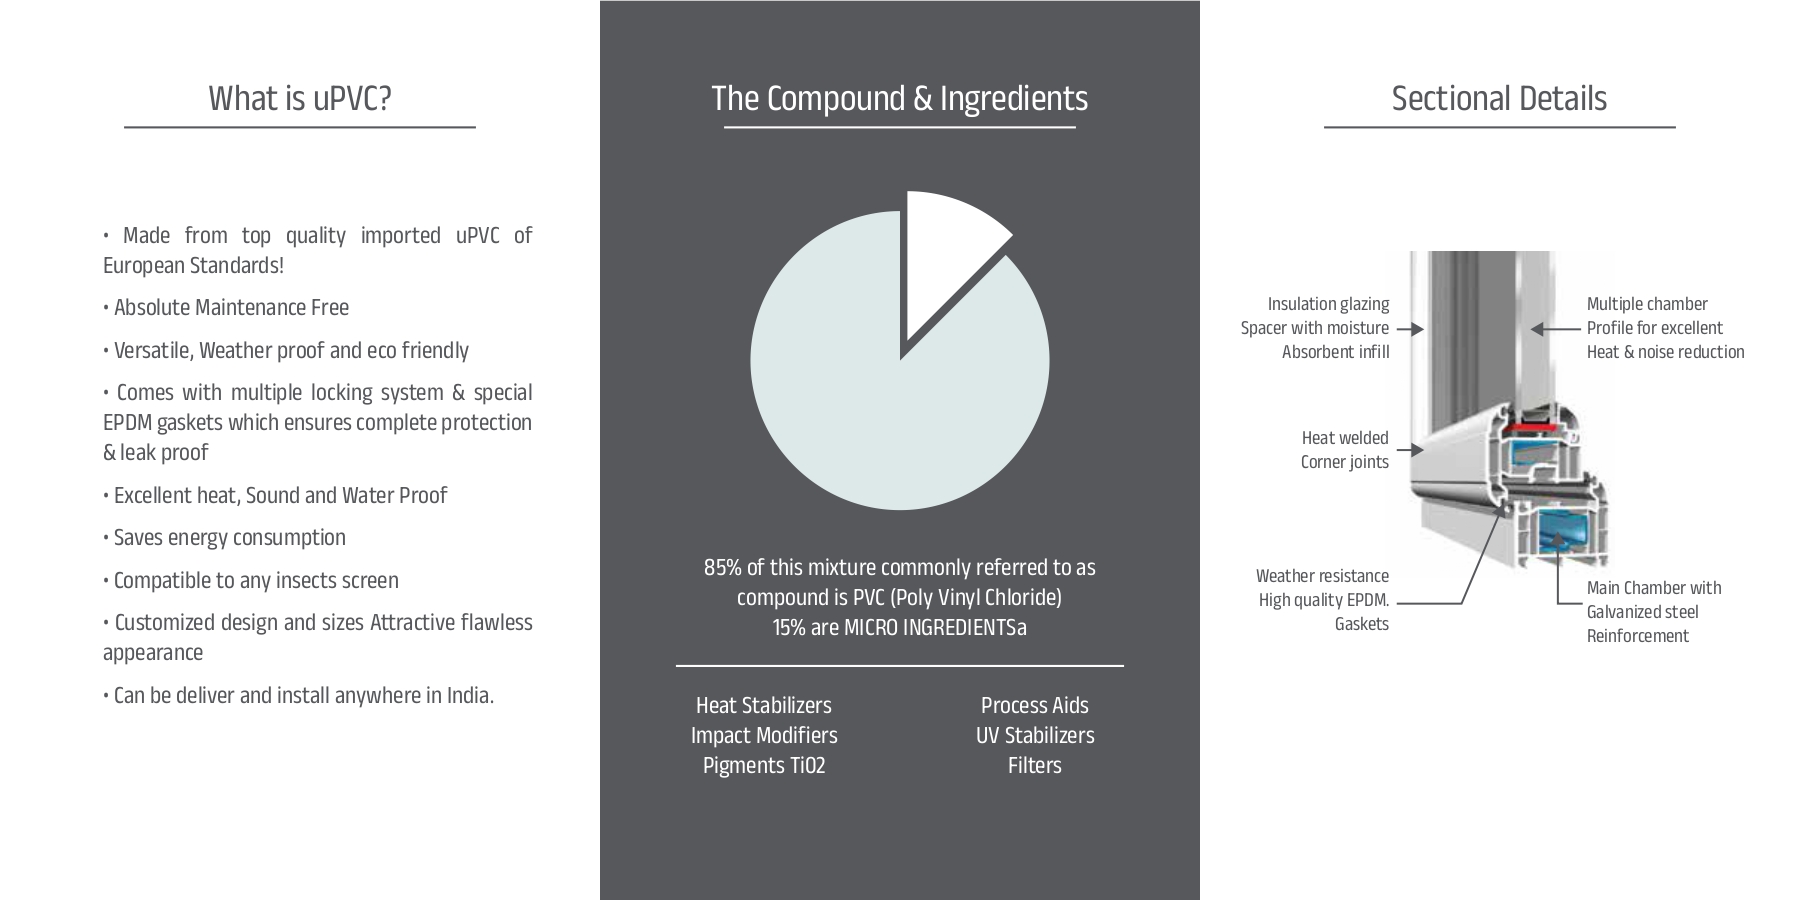 What is uPVC?
• Made from top quality imported uPVC of
European Standards!
• Absolute Maintenance Free
• Versatile, Weather proof and eco friendly
• Comes with multiple locking system & special
EPDM gaskets which ensures complete protection
& leak proof
• Excellent heat, Sound and Water Proof
• Saves energy consumption
• Compatible to any insects screen
• Customized design and sizes Attractive flawless
appearance
• Can be deliver and install anywhere in India.
The Compound & Ingredients
85% of this mixture commonly referred to as
compound is PVC (Poly Vinyl Chloride)
15% are MICRO INGREDIENTSa
Heat Stabilizers
Impact Modifiers
Pigments TiO2
Process Aids
UV Stabilizers
Filters
Sectional Details
Insulation glazing
Spacer with moisture
Absorbent infill
Multiple chamber
Profile for excellent
Heat & noise reduction
Heat welded
Corner joints
Weather resistance
High quality EPDM.
Gaskets
Main Chamber with
Galvanized steel
Reinforcement